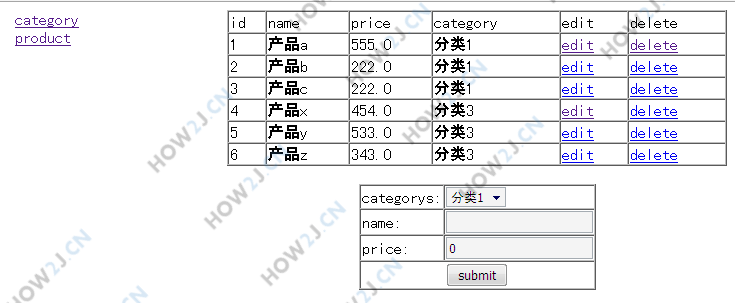 category
product
id name price category edit delete
1 产品a 555.0 分类1 edit delete
2 产品b 222.0 分类1 edit delete
3 产品c 222.0 分类1 edit delete
4 产品x 454.0 分类3 edit delete
5 产品y 533.0 分类3 edit delete
6 产品z 343.0 分类3 edit delete
categorys: 分类1
name:
price: 0
submit
HOW2J.CN
HOW2J.CN
HOW2J.CN
HOW2J.CN
HOW2J.CN
HOW2J.CN
HOW2J.CN
HOW2J.CN
HOW2J.CN